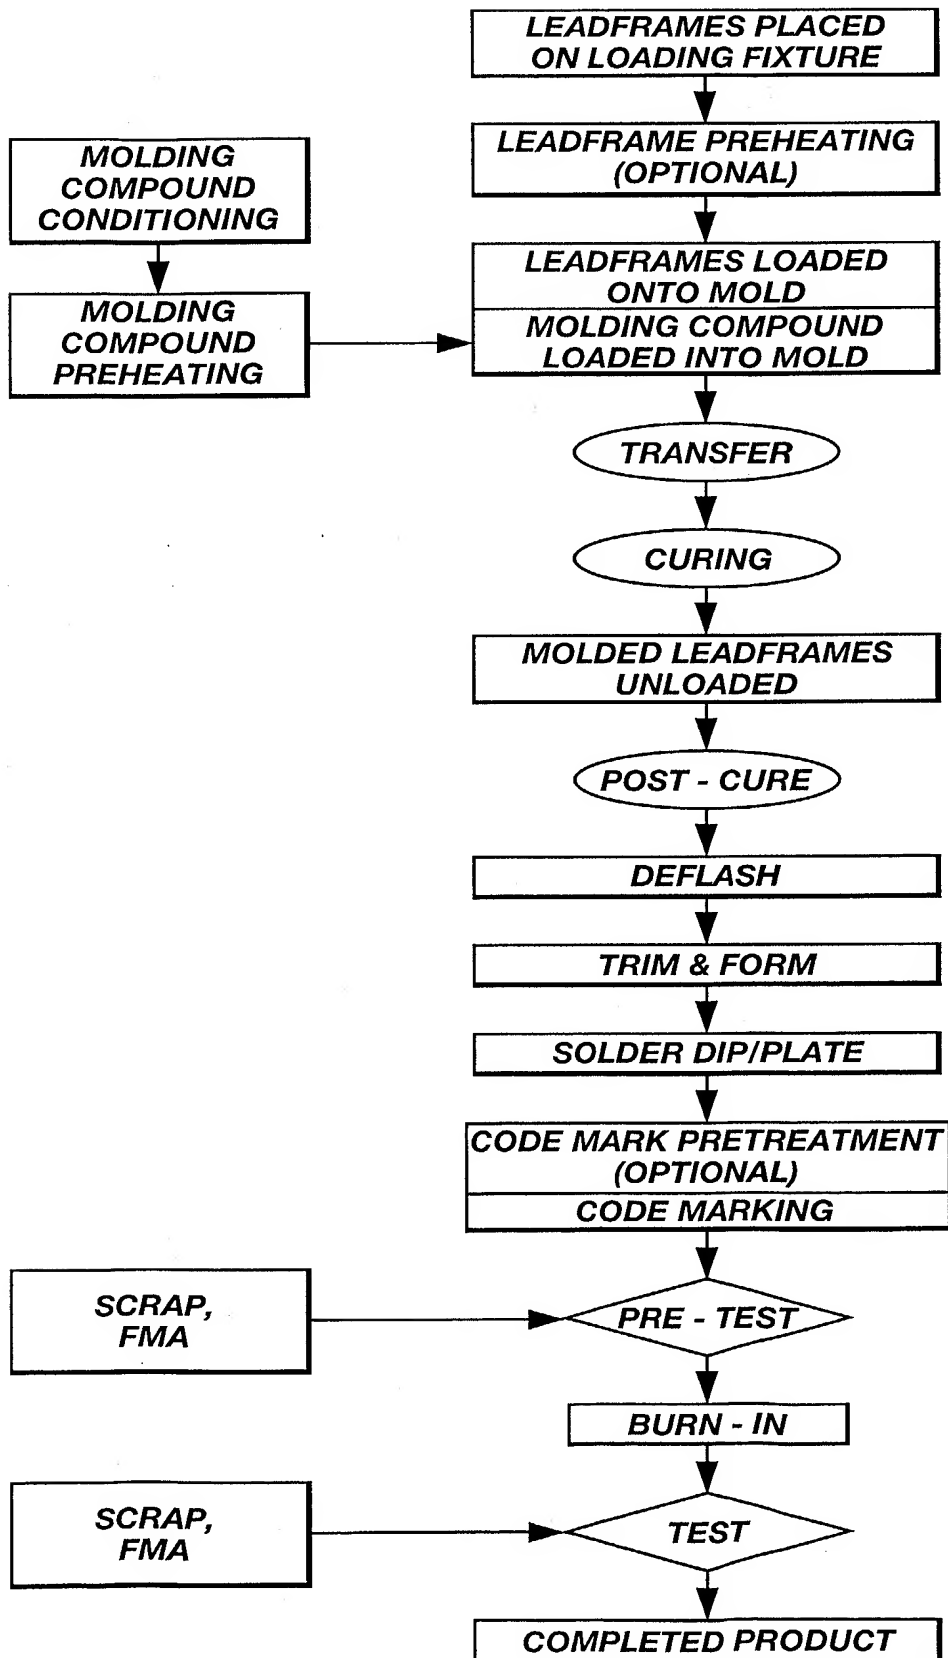 LEADFRAMES PLACED
ON LOADING FIXTURE
LEADFRAME PREHEATING
(OPTIONAL)
MOLDING
COMPOUND
CONDITIONING
LEADFRAMES LOADED
ONTO MOLD
MOLDING
COMPOUND
PREHEATING
MOLDING COMPOUND
LOADED INTO MOLD
TRANSFER
CURING
MOLDED LEADFRAMES
UNLOADED
POST - CURE
DEFLASH
TRIM & FORM
SOLDER DIP/PLATE
CODE MARK PRETREATMENT
(OPTIONAL)
CODE MARKING
SCRAP,
FMA
PRE - TEST
BURN - IN
SCRAP,
FMA
TEST
COMPLETED PRODUCT